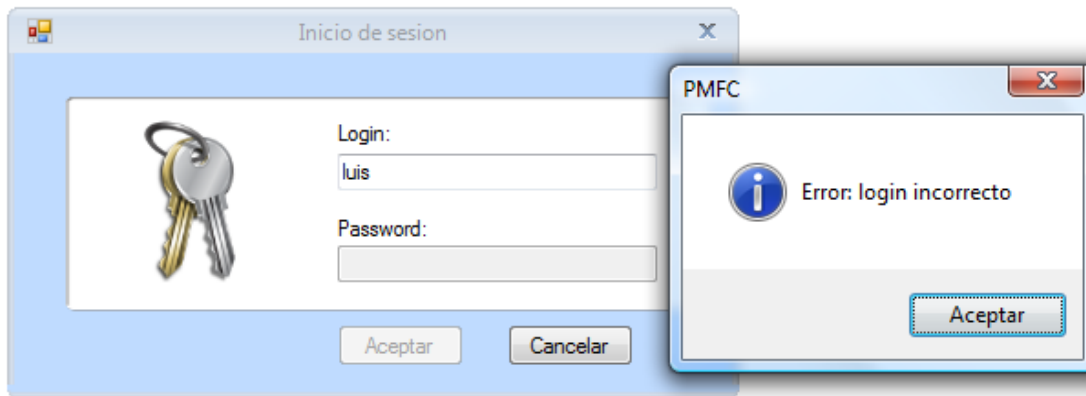 Inicio de sesion
Login:
luis
Password:
Aceptar
Cancelar
PMFC
Error: login incorrecto
Aceptar